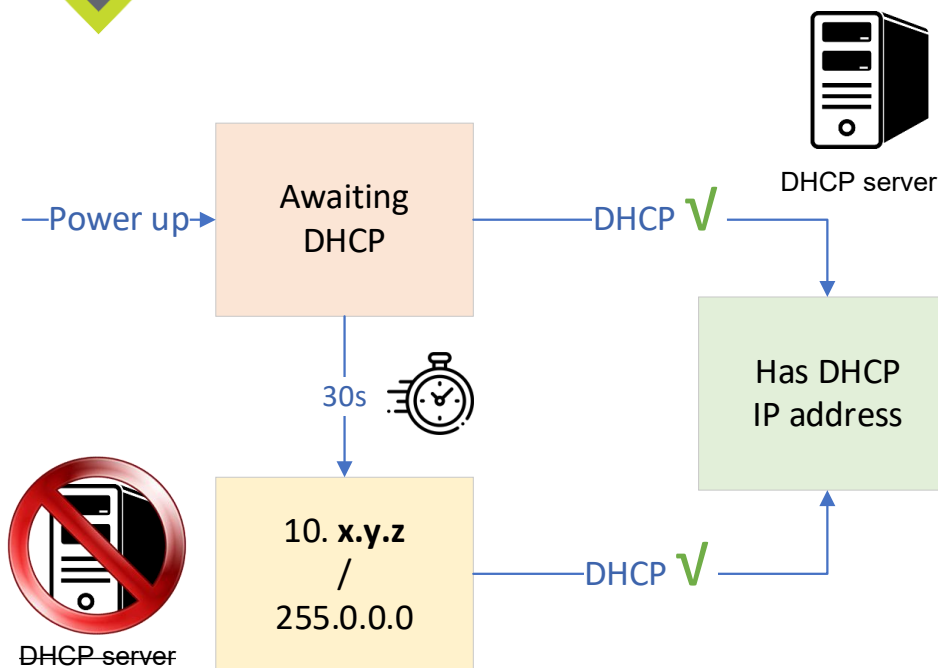 DHCP server
Awaiting
DHCP
Power up
DHCP √
30s
Has DHCP
IP address
10. x.y.z
/
255.0.0.0
DHCP √
DHCP server